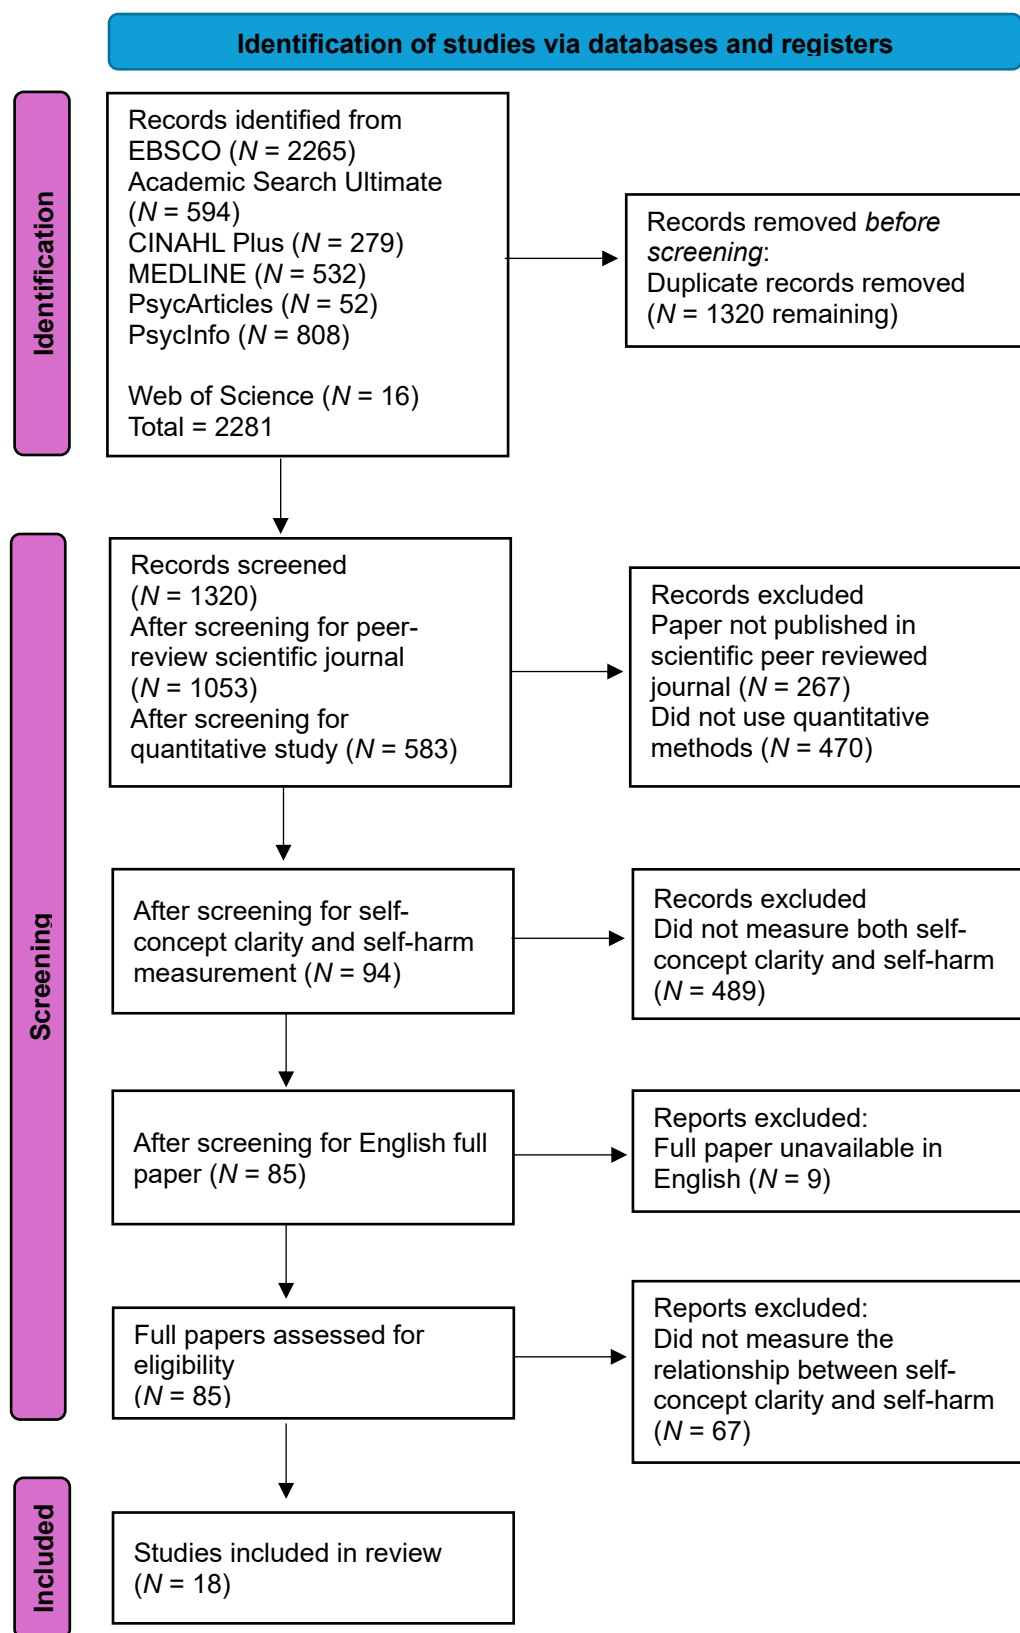 Identification of studies via databases and registers
Identification
Records identified from
EBSCO (N = 2265)
Academic Search Ultimate
(N = 594)
CINAHL Plus (N = 279)
MEDLINE (N = 532)
PsycArticles (N = 52)
PsycInfo (N = 808)
Web of Science (N = 16)
Total = 2281
Records removed before
screening:
Duplicate records removed
(N = 1320 remaining)
Screening
Records screened
(N = 1320)
After screening for peer-
review scientific journal
(N = 1053)
After screening for
quantitative study (N = 583)
Records excluded
Paper not published in
scientific peer reviewed
journal (N = 267)
Did not use quantitative
methods (N = 470)
After screening for self-
concept clarity and self-harm
measurement (N = 94)
Records excluded
Did not measure both self-
concept clarity and self-harm
(N = 489)
After screening for English full
paper (N = 85)
Reports excluded:
Full paper unavailable in
English (N = 9)
Full papers assessed for
eligibility
(N = 85)
Reports excluded:
Did not measure the
relationship between self-
concept clarity and self-harm
(N = 67)
Included
Studies included in review
(N = 18)